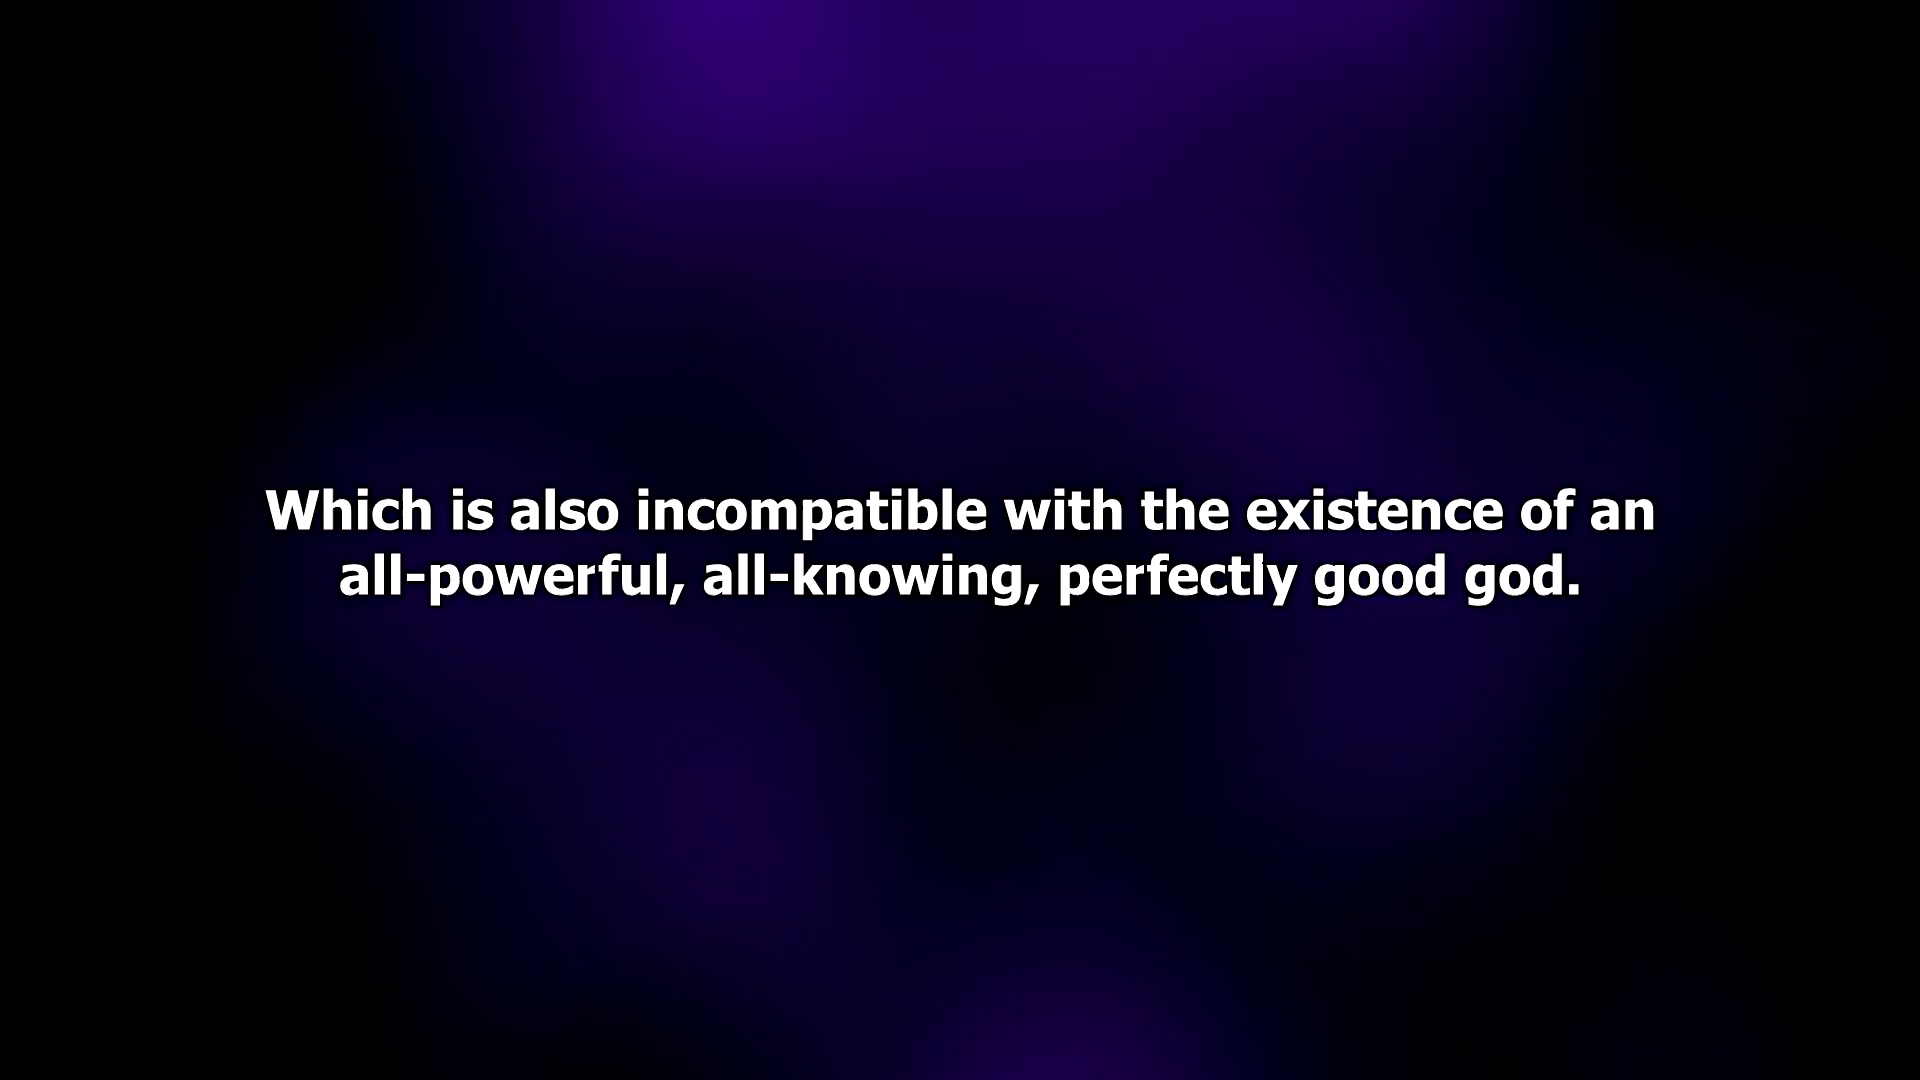 Which is also incompatible with the existence of an
all-powerful, all-knowing, perfectly good god.